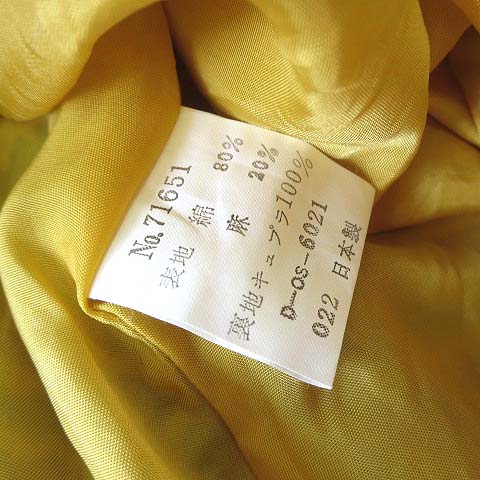 No.71651
表地 綿 80%
麻 20%
裏地キュプラ100%
D-OS-6021
022 日本製